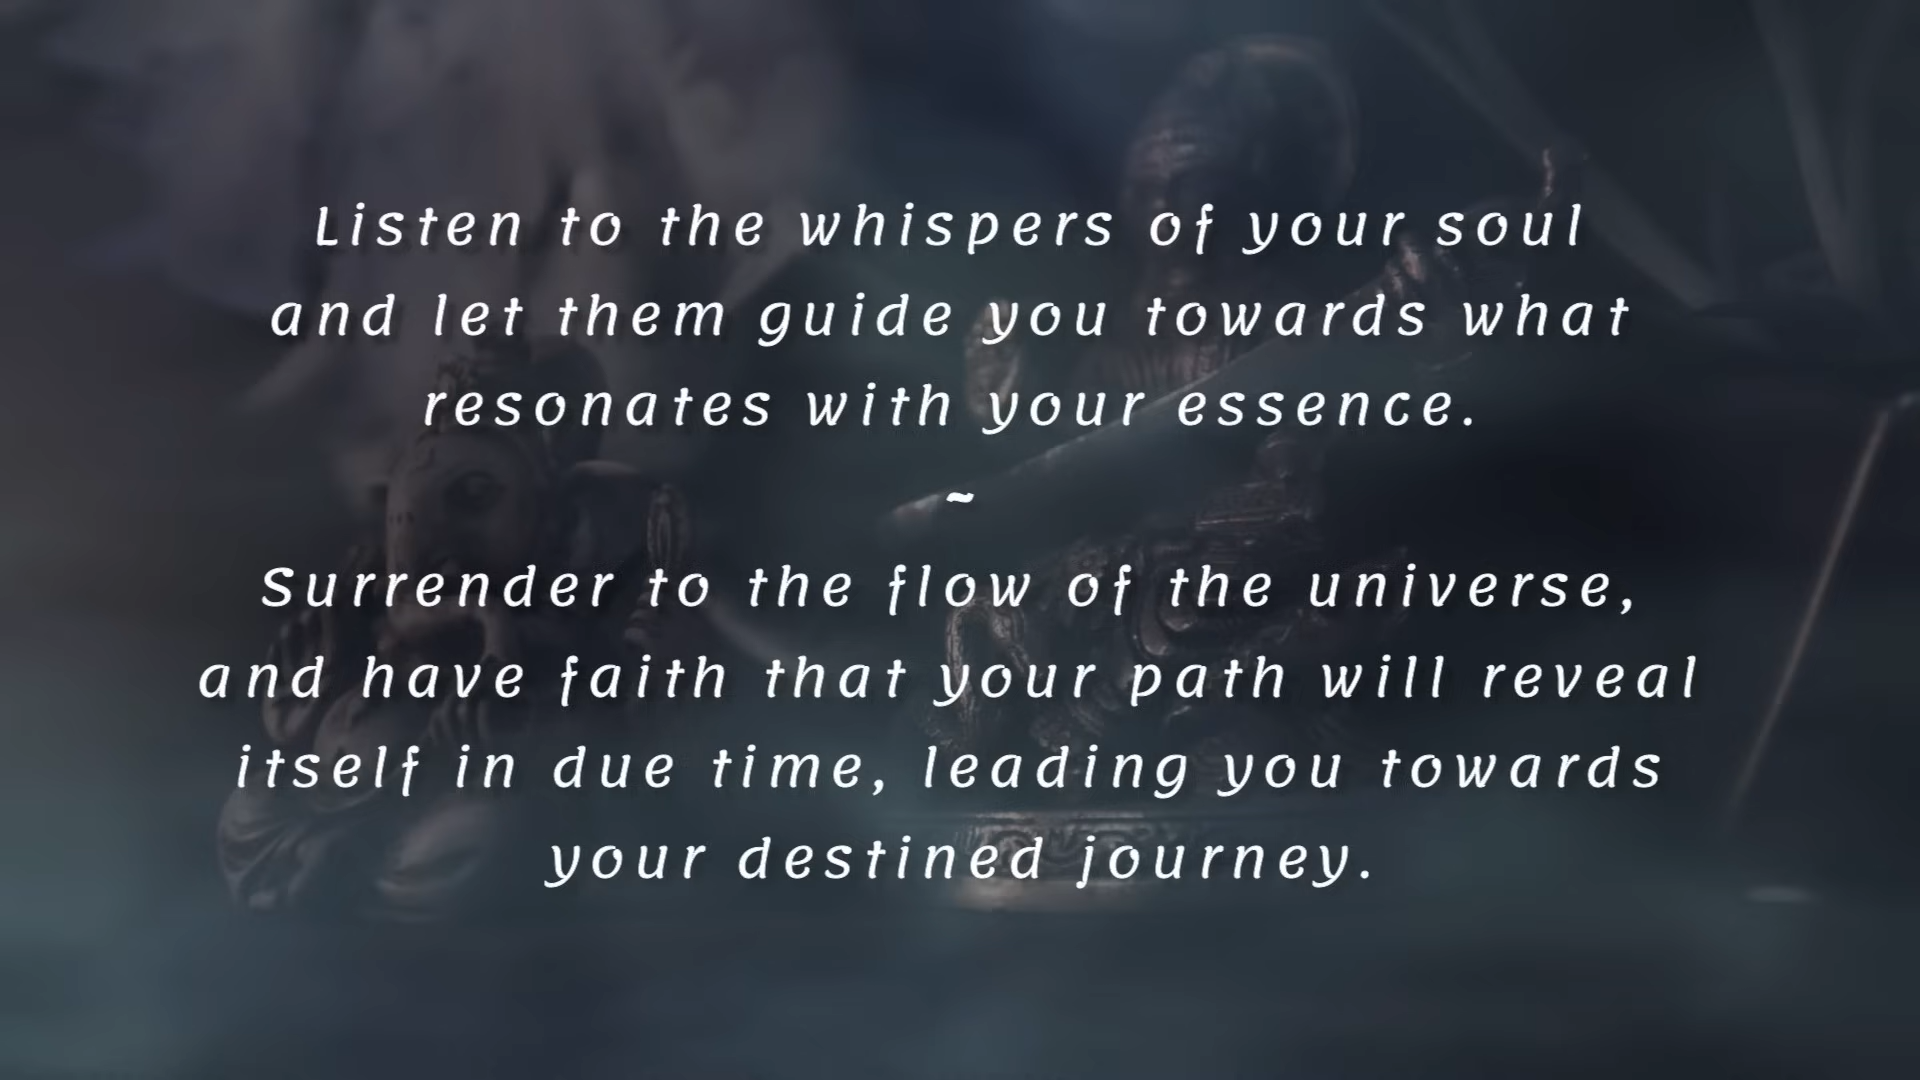 Listen to the whispers of your soul
and let them guide you towards what
resonates with your essence.
~
Surrender to the flow of the universe,
and have faith that your path will reveal
itself in due time, leading you towards
your destined journey.